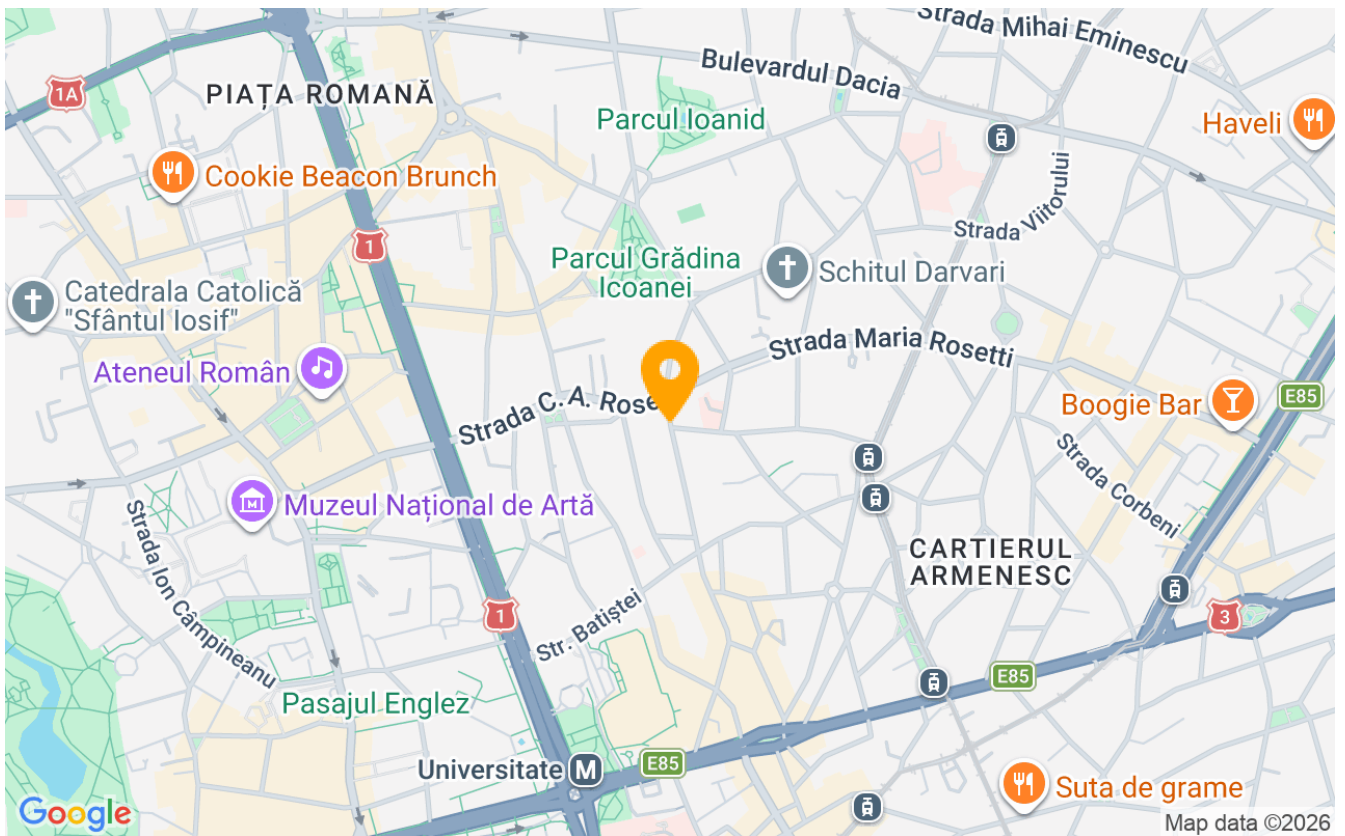 Strada Mihai Eminescu
Bulevardul Dacia
1A
PIAȚA ROMANĂ
Parcul Ioanid
Haveli
Cookie Beacon Brunch
Strada Viitorului
1
Parcul Grădina
Icoanei
Schitul Darvari
Catedrala Catolică
"Sfântul Iosif"
Strada Maria Rosetti
Ateneul Român
Strada C. A. Rose
Boogie Bar
E85
Strada Corbeni
Muzeul Național de Artă
Strada Ion Câmpineanu
CARTIERUL
ARMENESC
1
3
Str. Batiștei
E85
Pasajul Englez
Universitate
M
E85
Suta de grame
Google
Map data ©2026